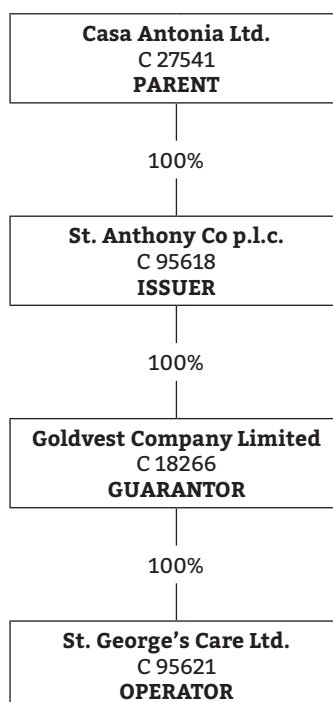 Casa Antonia Ltd.
C 27541
PARENT
100%
St. Anthony Co p.l.c.
C 95618
ISSUER
100%
Goldvest Company Limited
C 18266
GUARANTOR
100%
St. George’s Care Ltd.
C 95621
OPERATOR